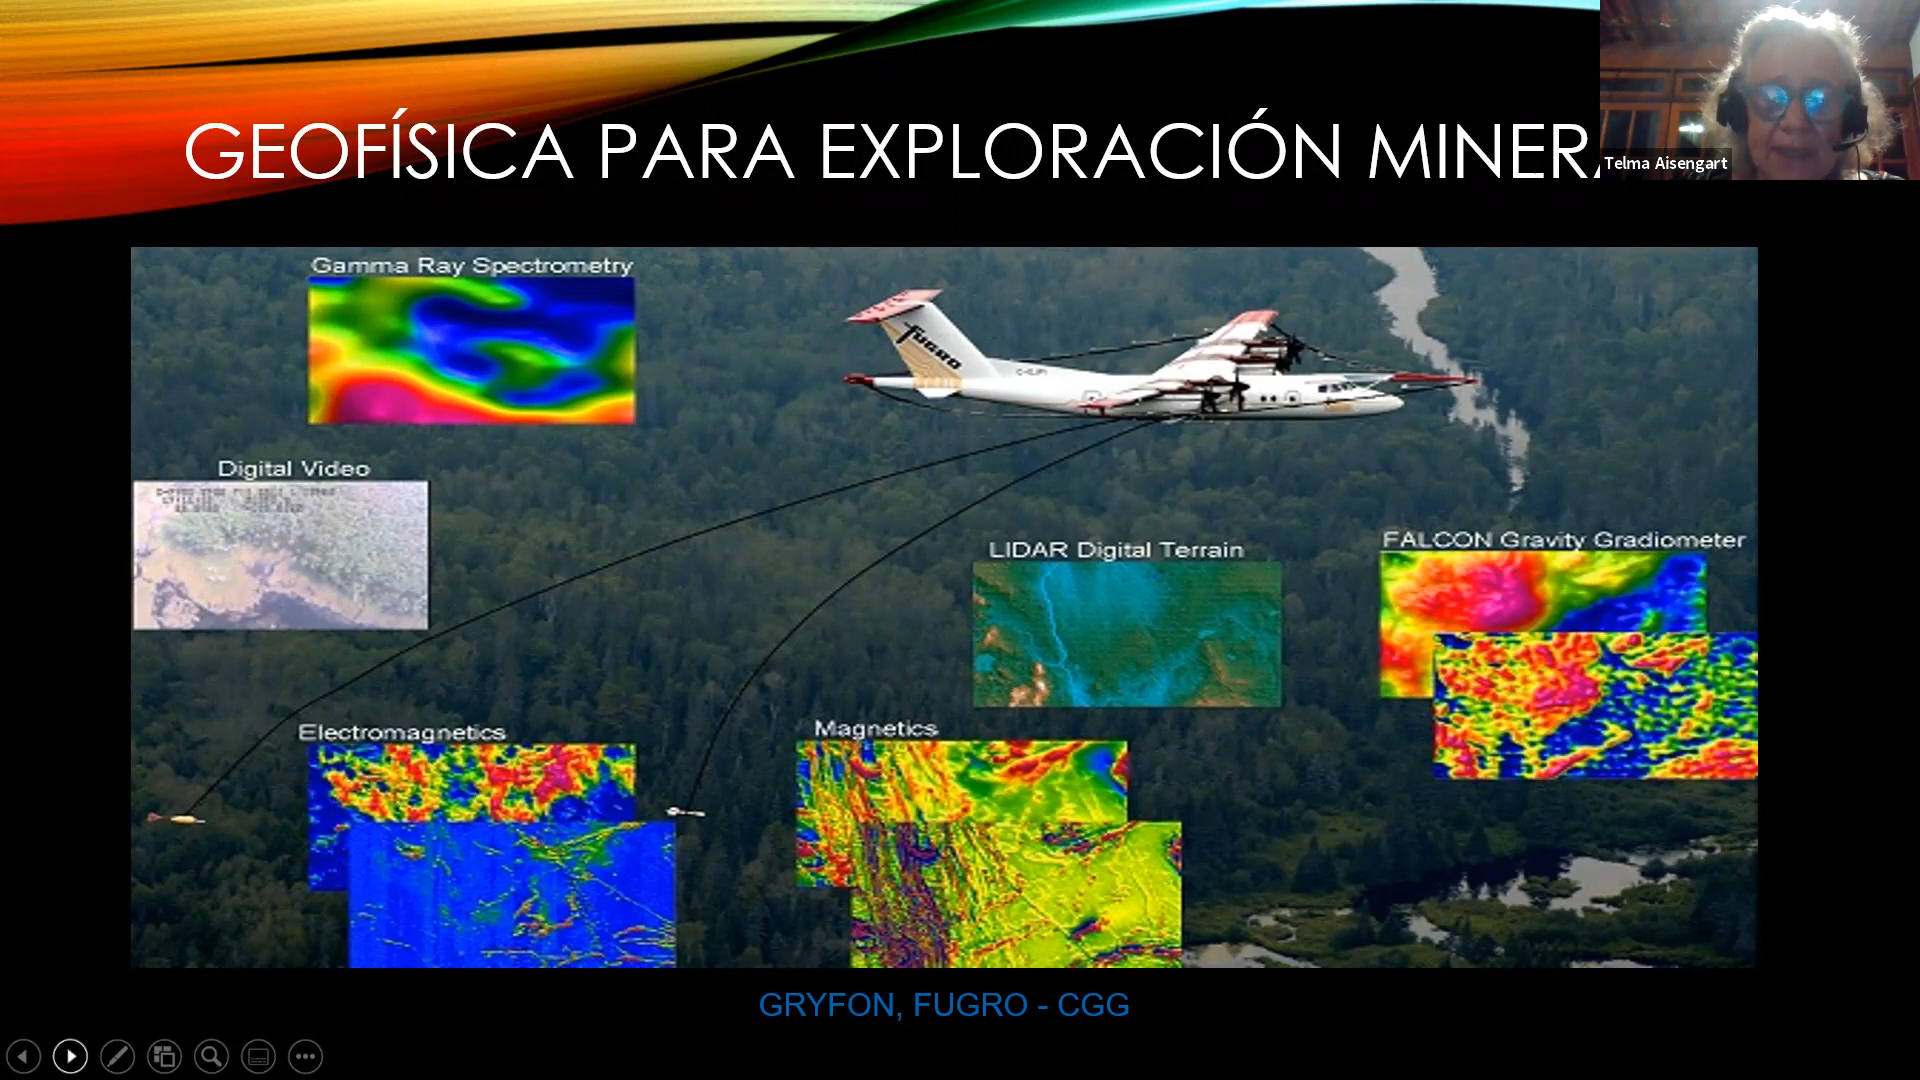 GEOFÍSICA PARA EXPLORACIÓN MINER
Telma Aisengart
Gamma Ray Spectrometry
fugro
Digital Video
LIDAR Digital Terrain
FALCON Gravity Gradiometer
Electromagnetics
Magnetics
GRYFON, FUGRO - CGG